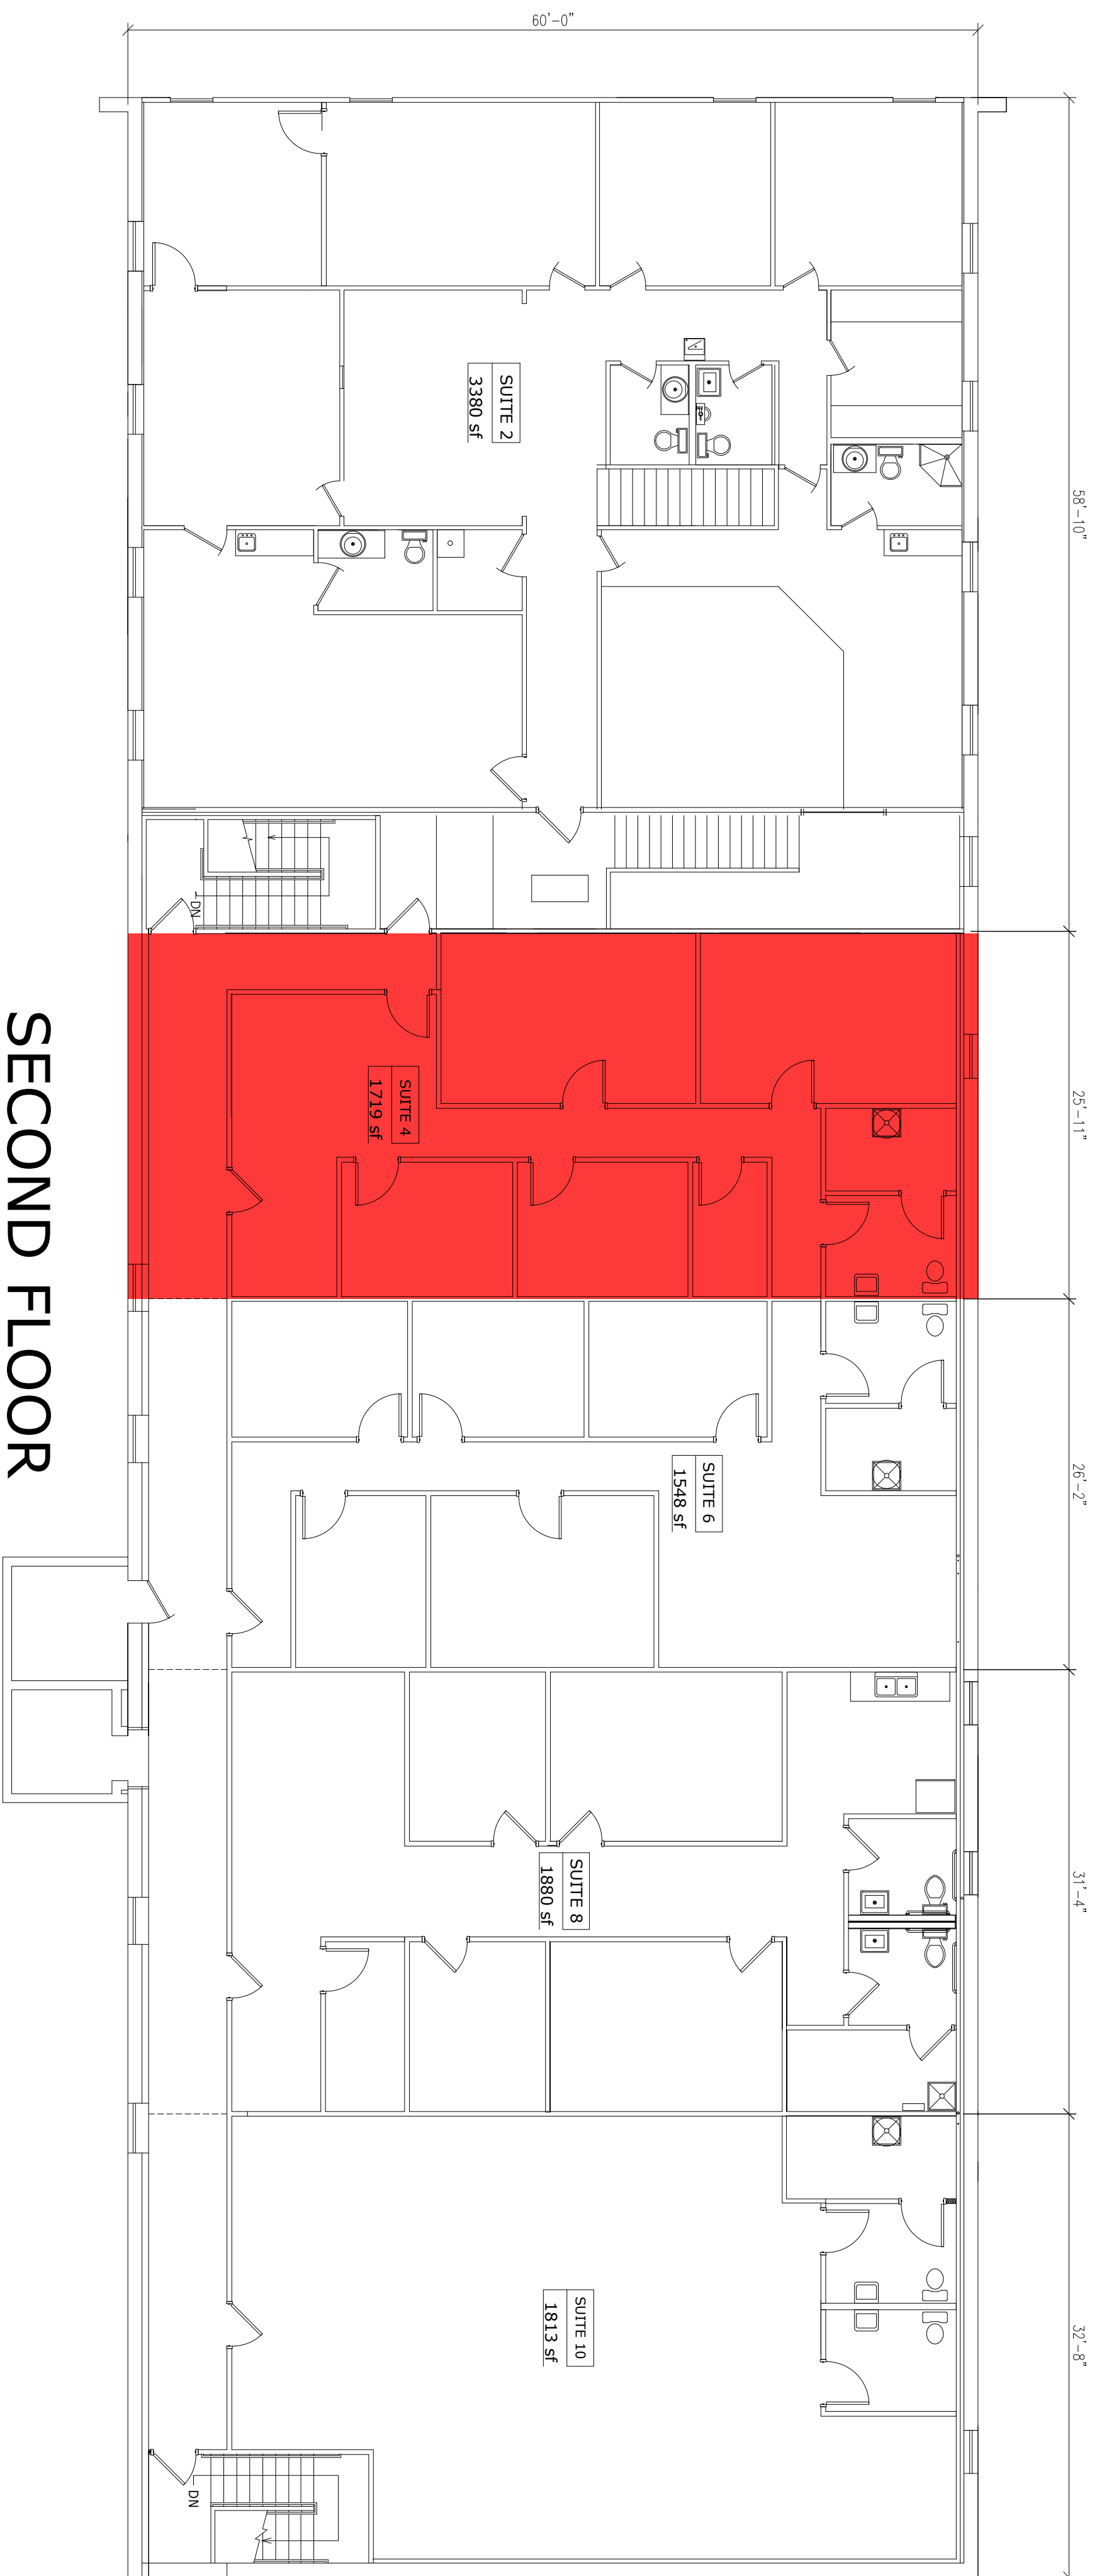 60'-0"
58'-10"
SUITE 2
3380 sf
DN
25'-11"
SUITE 4
1719 sf
SECOND FLOOR
26'-2"
SUITE 6
1548 sf
31'-4"
SUITE 8
1880 sf
32'-8"
SUITE 10
1813 sf
DN